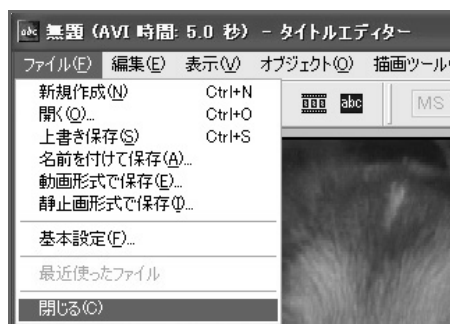 abc 無題 (AVI 時間: 5.0 秒) - タイトルエディター
ファイル(F) 編集(E) 表示(V) オブジェクト(O) 描画ツール
新規作成(N) Ctrl+N
開く(O)... Ctrl+O
上書き保存(S) Ctrl+S
名前を付けて保存(A)...
動画形式で保存(E)...
静止画形式で保存(I)...
基本設定(F)...
最近使ったファイル
閉じる(C)
abc
MS